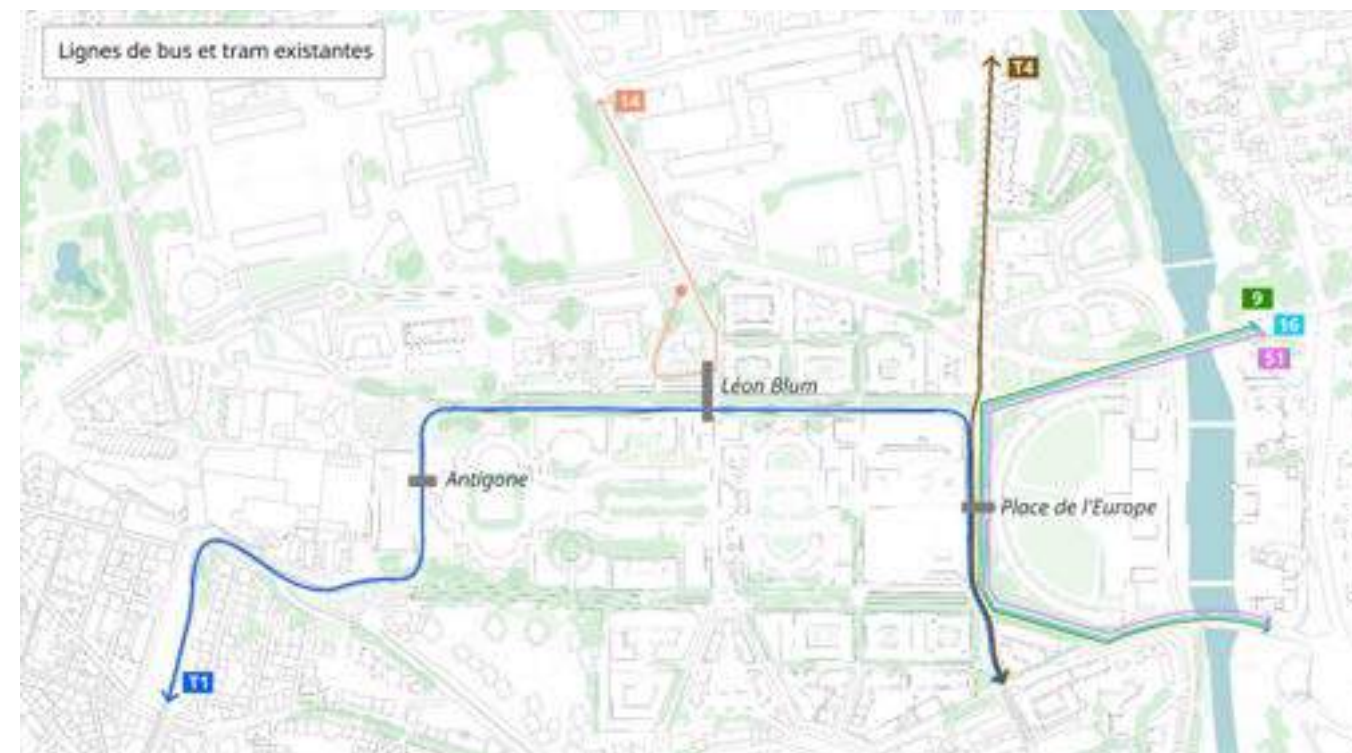 Lignes de bus et tram existantes
T4
14
9
16
51
Léon Blum
Antigone
Place de l'Europe
T1